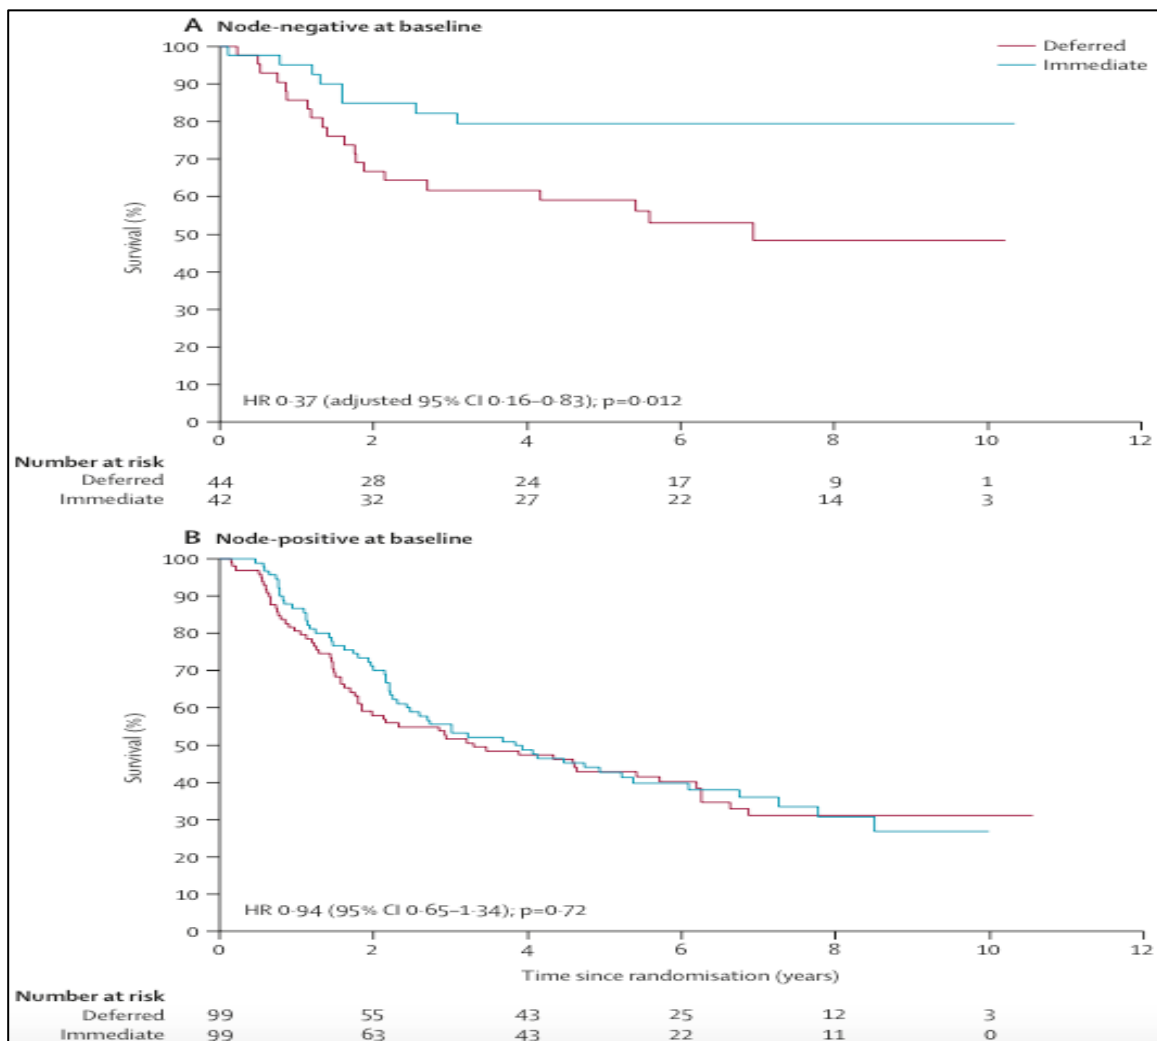 A Node-negative at baseline
Deferred
Immediate
100
90
80
70
60
50
40
30
20
10
0
Survival (%)
HR 0·37 (adjusted 95% CI 0·16–0·83); p=0·012
0 2 4 6 8 10 12
Number at risk
Deferred 44 28 24 17 9 1
Immediate 42 32 27 22 14 3
B Node-positive at baseline
100
90
80
70
60
50
40
30
20
10
0
Survival (%)
HR 0·94 (95% CI 0·65–1·34); p=0·72
0 2 4 6 8 10 12
Time since randomisation (years)
Number at risk
Deferred 99 55 43 25 12 3
Immediate 99 63 43 22 11 0